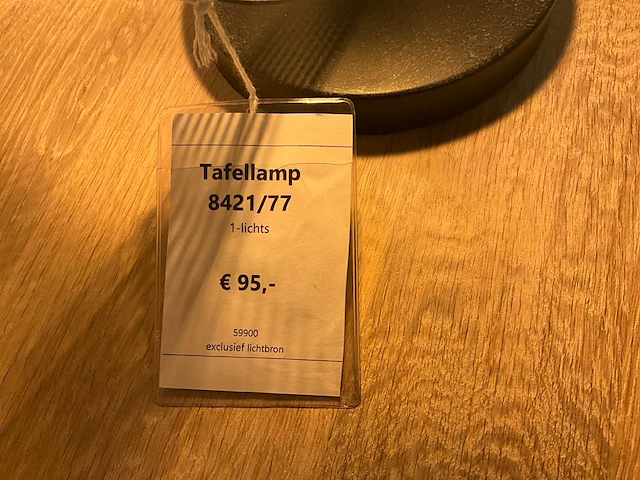 Tafellamp
8421/77
1-lichts
€ 95,-
59900
exclusief lichtbron